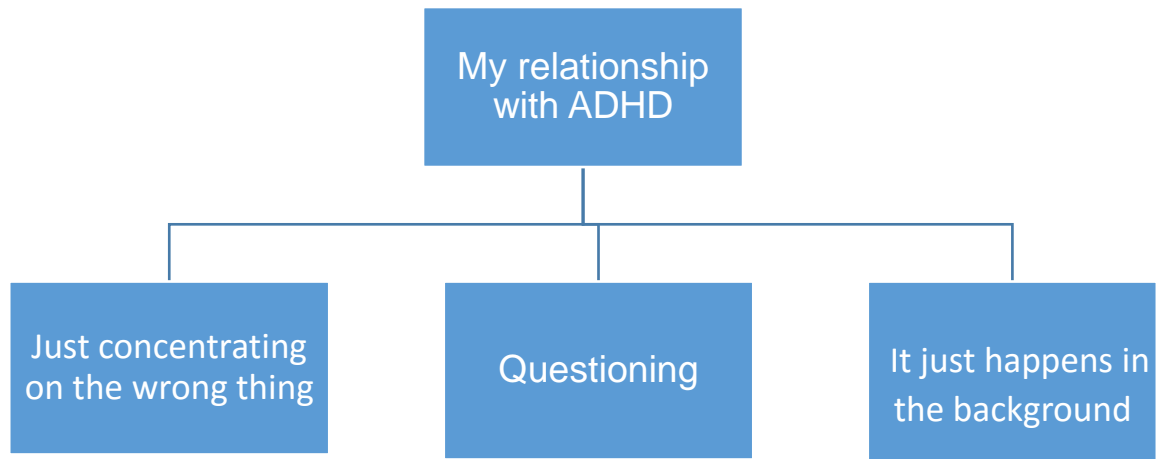 My relationship
with ADHD
Just concentrating
on the wrong thing
Questioning
It just happens in
the background